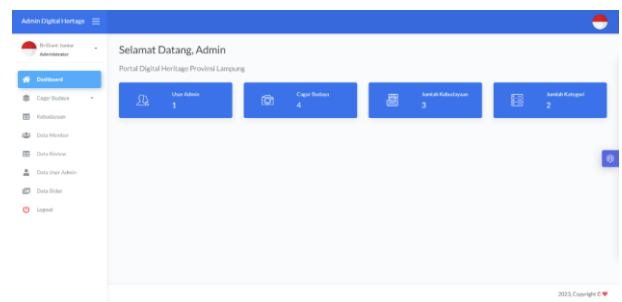 Admin Digital Hertage
Brilliant Junior
Administrator
Dashboard
Cagar Budaya
Kebudayaan
Data Member
Data Review
Data User Admin
Data Slider
Logout
Selamat Datang, Admin
Portal Digital Heritage Provinsi Lampung
User Admin
1
Cagar Budaya
4
Jumlah Kebudayaan
3
Jumlah Kategori
2
2023, Copyright ©